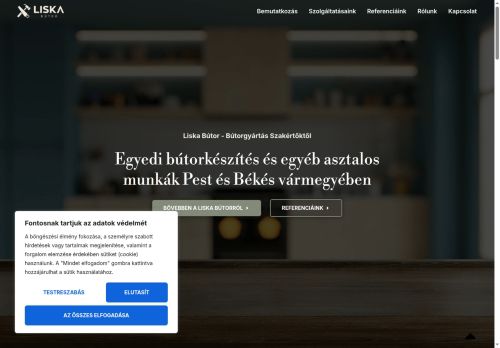 LISKA
BÚTOR
Bemutatkozás
Szolgáltatásaink
Referenciáink
Rólunk
Kapcsolat
Liska Bútor - Bútorgyártás Szakértőktől
Egyedi bútorkészítés és egyéb asztalos
munkák Pest és Békés vármegyében
BŐVEBBEN A LISKA BÚTORRÓL
REFERENCIÁINK
Fontosnak tartjuk az adatok védelmét
A böngészési élmény fokozása, a személyre szabott
hirdetések vagy tartalmak megjelenítése, valamint a
forgalom elemzése érdekében sütiket (cookie)
használunk. A "Mindet elfogadom" gombra kattintva
hozzájárulhat a sütik használatához.
TESTRESZABÁS
ELUTASÍT
AZ ÖSSZES ELFOGADÁSA